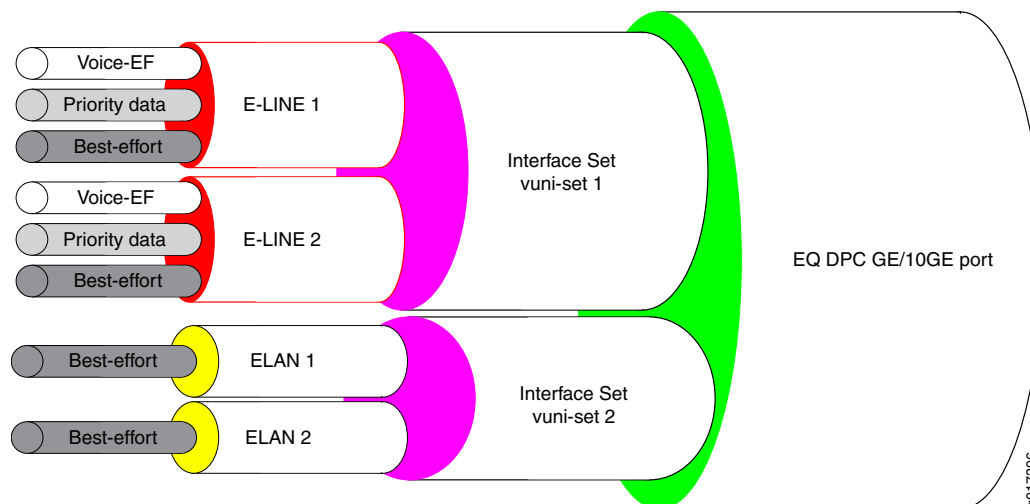 Voice-EF
Priority data
Best-effort
E-LINE 1
Voice-EF
Priority data
Best-effort
E-LINE 2
Interface Set
vuni-set 1
Best-effort
ELAN 1
Best-effort
ELAN 2
Interface Set
vuni-set 2
EQ DPC GE/10GE port